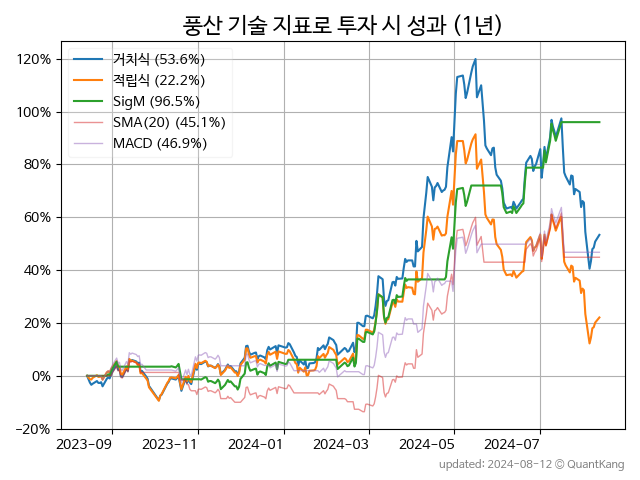 풍산 기술 지표로 투자 시 성과 (1년)
거치식 (53.6%)
적립식 (22.2%)
SigM (96.5%)
SMA(20) (45.1%)
MACD (46.9%)
120%
100%
80%
60%
40%
20%
0%
−20%
2023-09 2023-11 2024-01 2024-03 2024-05 2024-07
updated: 2024-08-12 © QuantKang